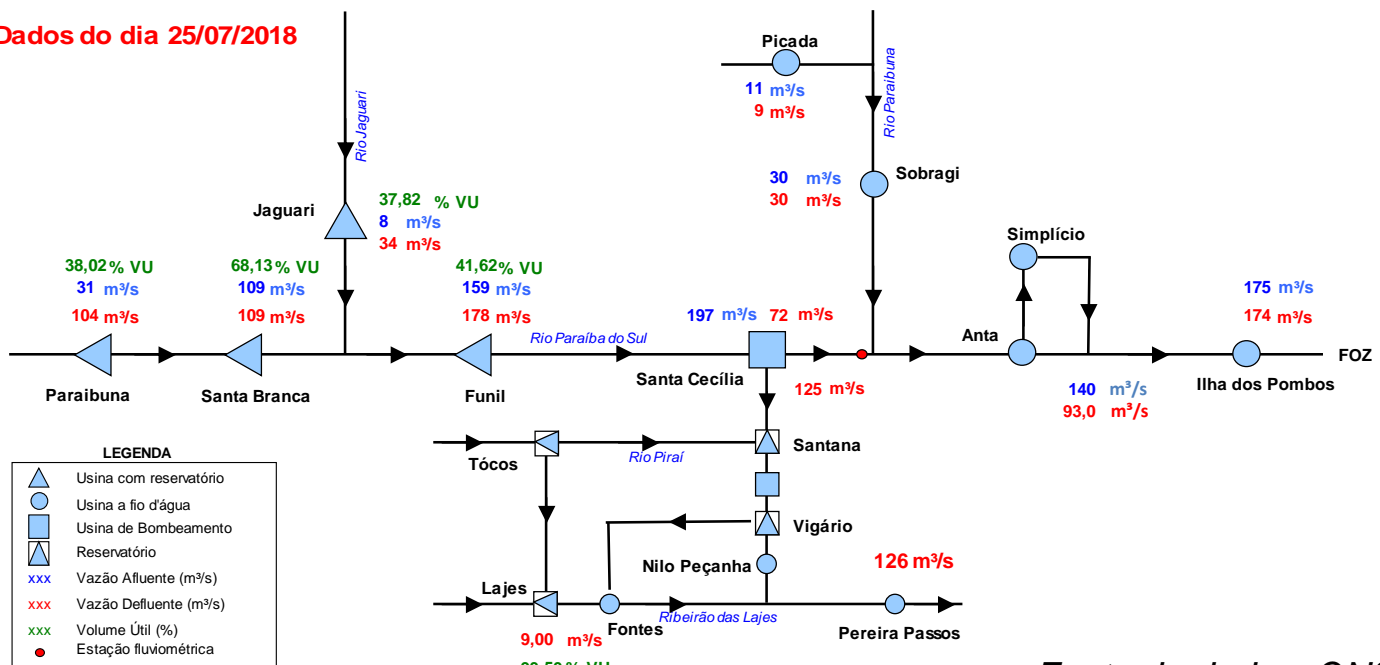 Dados do dia 25/07/2018
Picada
11 m³/s
9 m³/s
Rio Paraibuna
Rio Jaguari
30 m³/s
30 m³/s
Sobragi
Jaguari
37,82 % VU
8 m³/s
34 m³/s
Simplício
38,02 % VU
31 m³/s
104 m³/s
68,13 % VU
109 m³/s
109 m³/s
41,62 % VU
159 m³/s
178 m³/s
197 m³/s 72 m³/s
175 m³/s
174 m³/s
Rio Paraíba do Sul
Anta
FOZ
Paraibuna
Santa Branca
Funil
Santa Cecília
125 m³/s
140 m³/s
93,0 m³/s
Ilha dos Pombos
LEGENDA
Usina com reservatório
Usina a fio d'água
Usina de Bombeamento
Reservatório
xxx Vazão Afluente (m³/s)
xxx Vazão Defluente (m³/s)
xxx Volume Útil (%)
Estação fluviométrica
Tócos
Rio Piraí
Santana
Vigário
Nilo Peçanha
126 m³/s
Lajes
Fontes
Ribeirão das Lajes
Pereira Passos
9,00 m³/s
% VU